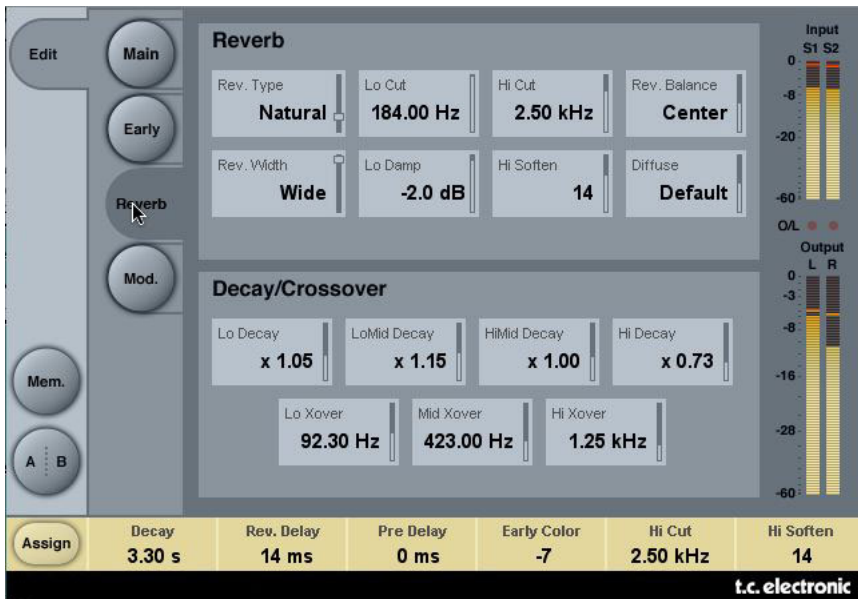 Edit
Main
Early
Reverb
Mod.
Mem.
A B
Reverb
Rev. Type
Natural
Lo Cut
184.00 Hz
Hi Cut
2.50 kHz
Rev. Balance
Center
Rev. Width
Wide
Lo Damp
-2.0 dB
Hi Soften
14
Diffuse
Default
Decay/Crossover
Lo Decay
x 1.05
LoMid Decay
x 1.15
HiMid Decay
x 1.00
Hi Decay
x 0.73
Lo Xover
92.30 Hz
Mid Xover
423.00 Hz
Hi Xover
1.25 kHz
Input
S1 S2
0
-8
-20
-60
O/L
Output
L R
0
-3
-8
-16
-28
-60
Assign
Decay
3.30 s
Rev. Delay
14 ms
Pre Delay
0 ms
Early Color
-7
Hi Cut
2.50 kHz
Hi Soften
14
t.c. electronic